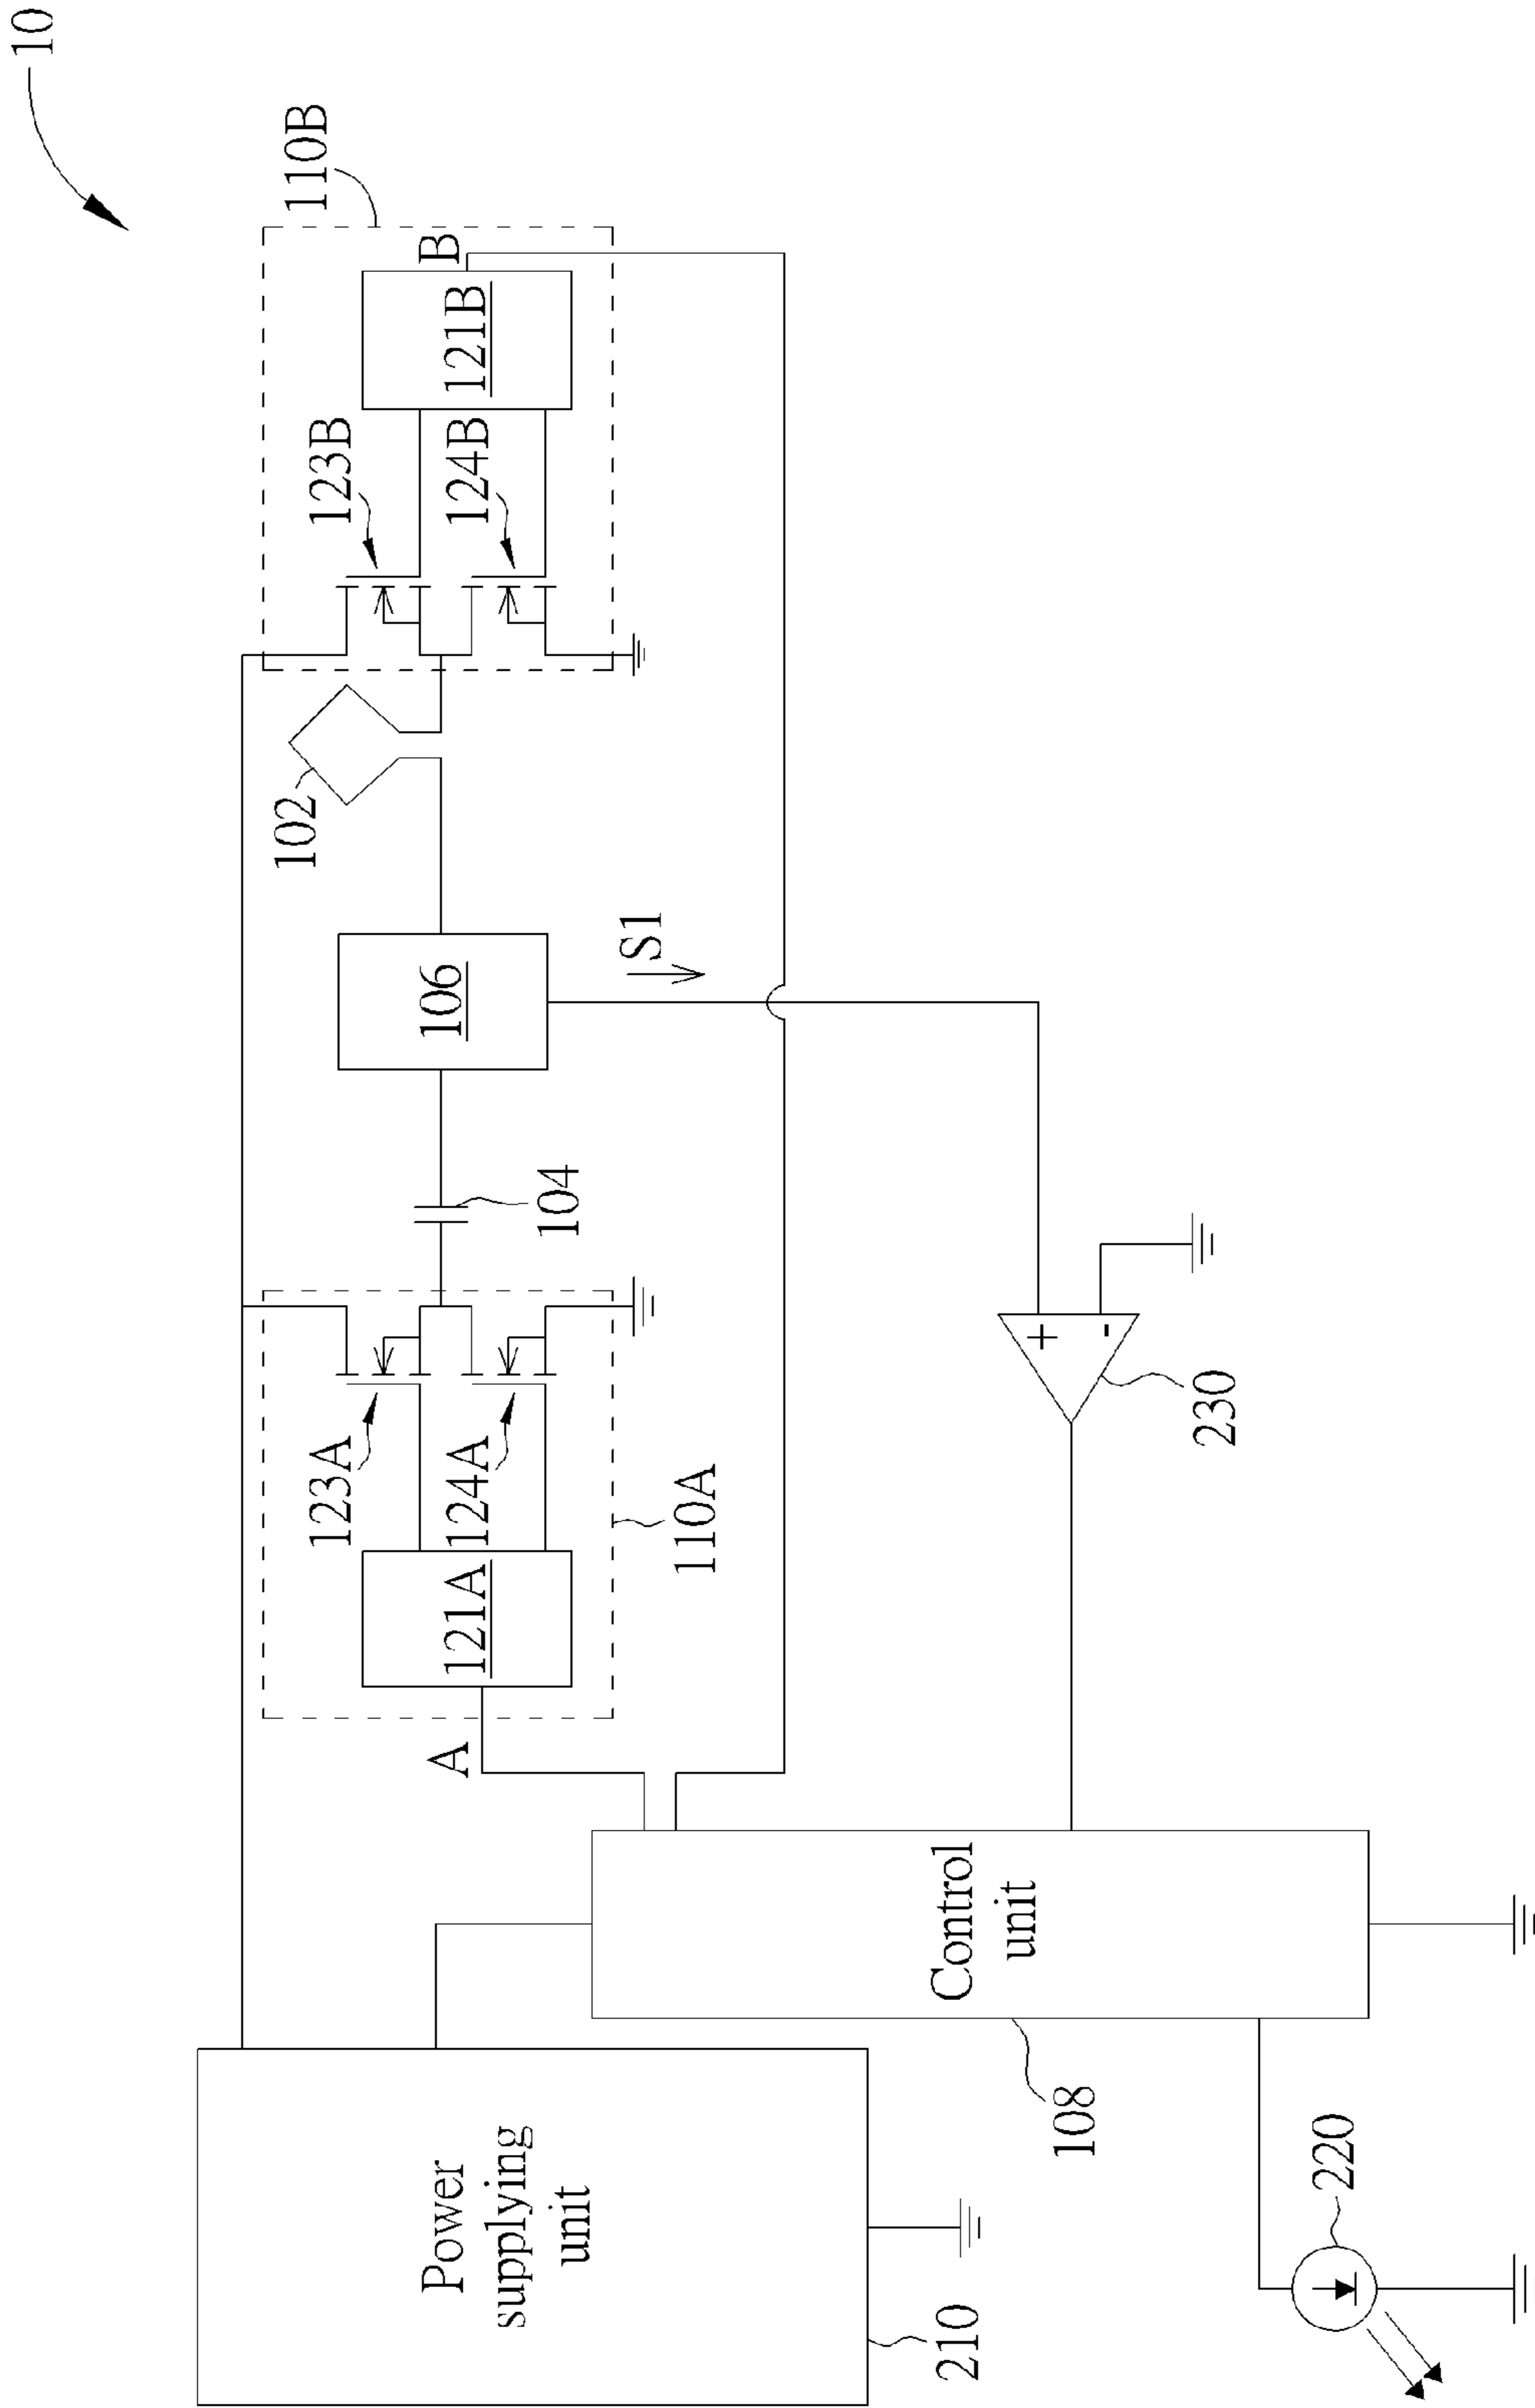 10
110B
B
121B
123B
124B
102
106
S1
104
123A
124A
121A
110A
A
+
-
230
Control
unit
108
Power
supplying
unit
210
220